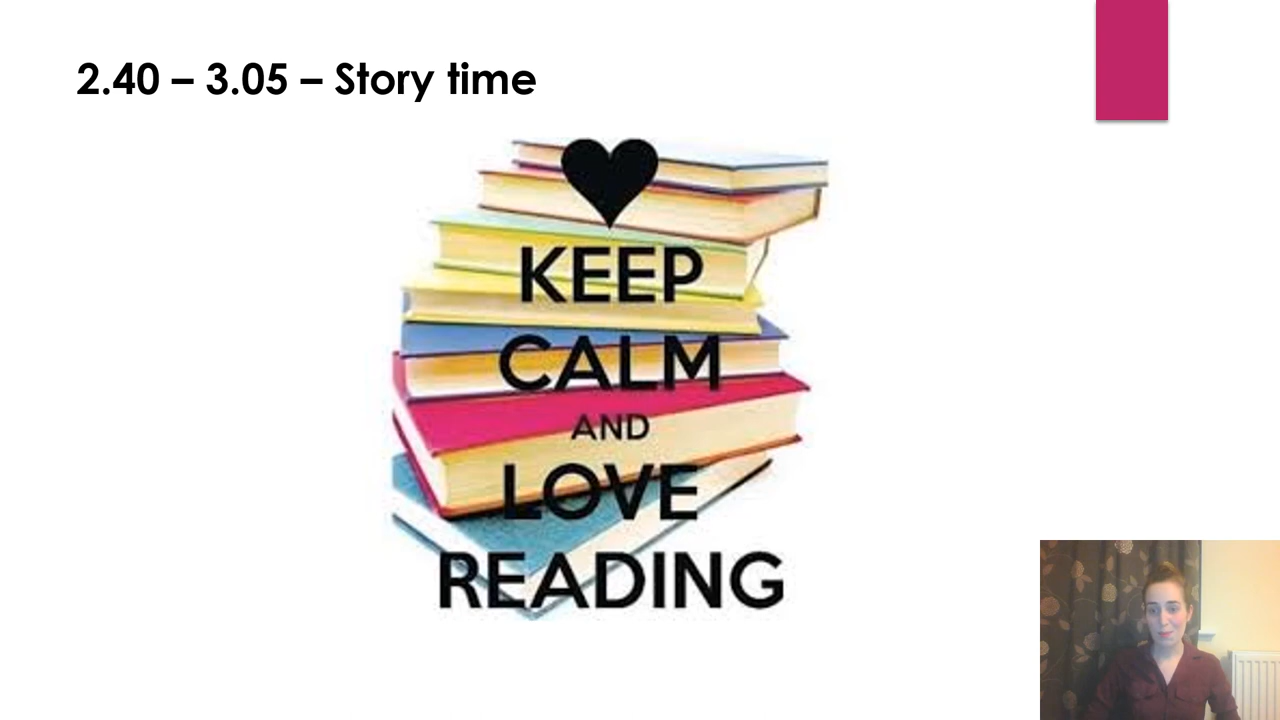 2.40 – 3.05 – Story time
KEEP
CALM
AND
LOVE
READING